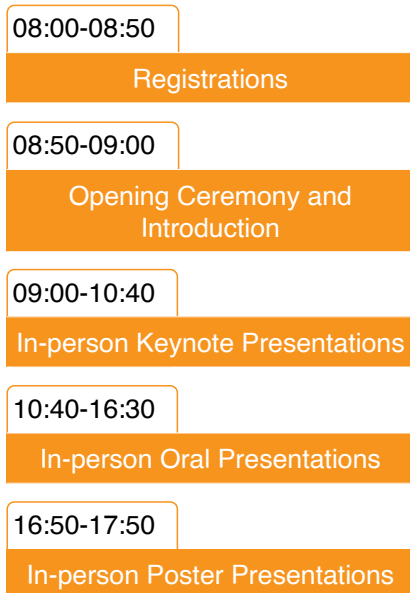 08:00-08:50
Registrations
08:50-09:00
Opening Ceremony and
Introduction
09:00-10:40
In-person Keynote Presentations
10:40-16:30
In-person Oral Presentations
16:50-17:50
In-person Poster Presentations